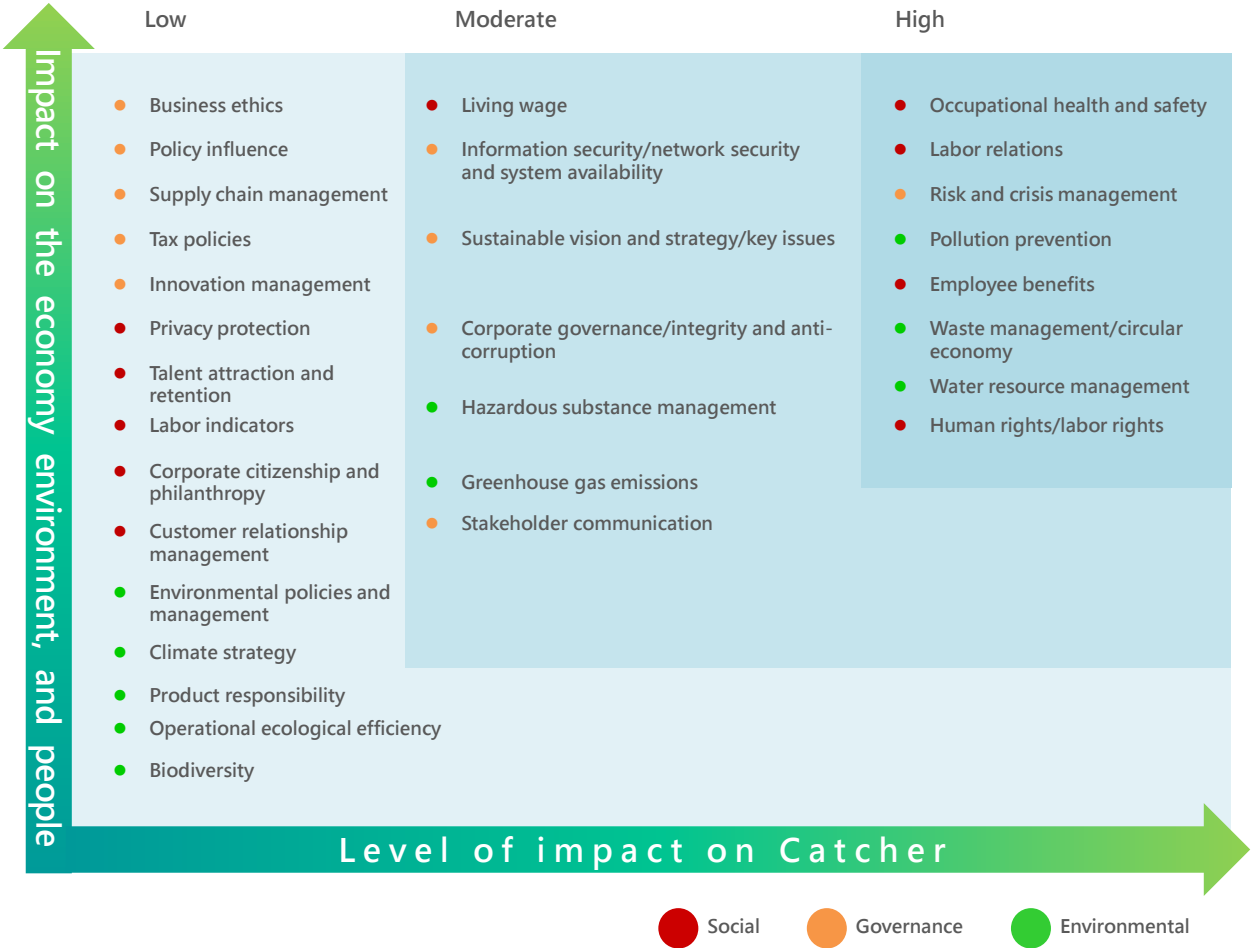 Low
Moderate
High
Impact on the economy environment, and people
Business ethics
Policy influence
Supply chain management
Tax policies
Innovation management
Privacy protection
Talent attraction and
retention
Labor indicators
Corporate citizenship and
philanthropy
Customer relationship
management
Environmental policies and
management
Climate strategy
Product responsibility
Operational ecological efficiency
Biodiversity
Living wage
Information security/network security
and system availability
Sustainable vision and strategy/key issues
Corporate governance/integrity and anti-
corruption
Hazardous substance management
Greenhouse gas emissions
Stakeholder communication
Occupational health and safety
Labor relations
Risk and crisis management
Pollution prevention
Employee benefits
Waste management/circular
economy
Water resource management
Human rights/labor rights
Level of impact on Catcher
Social
Governance
Environmental